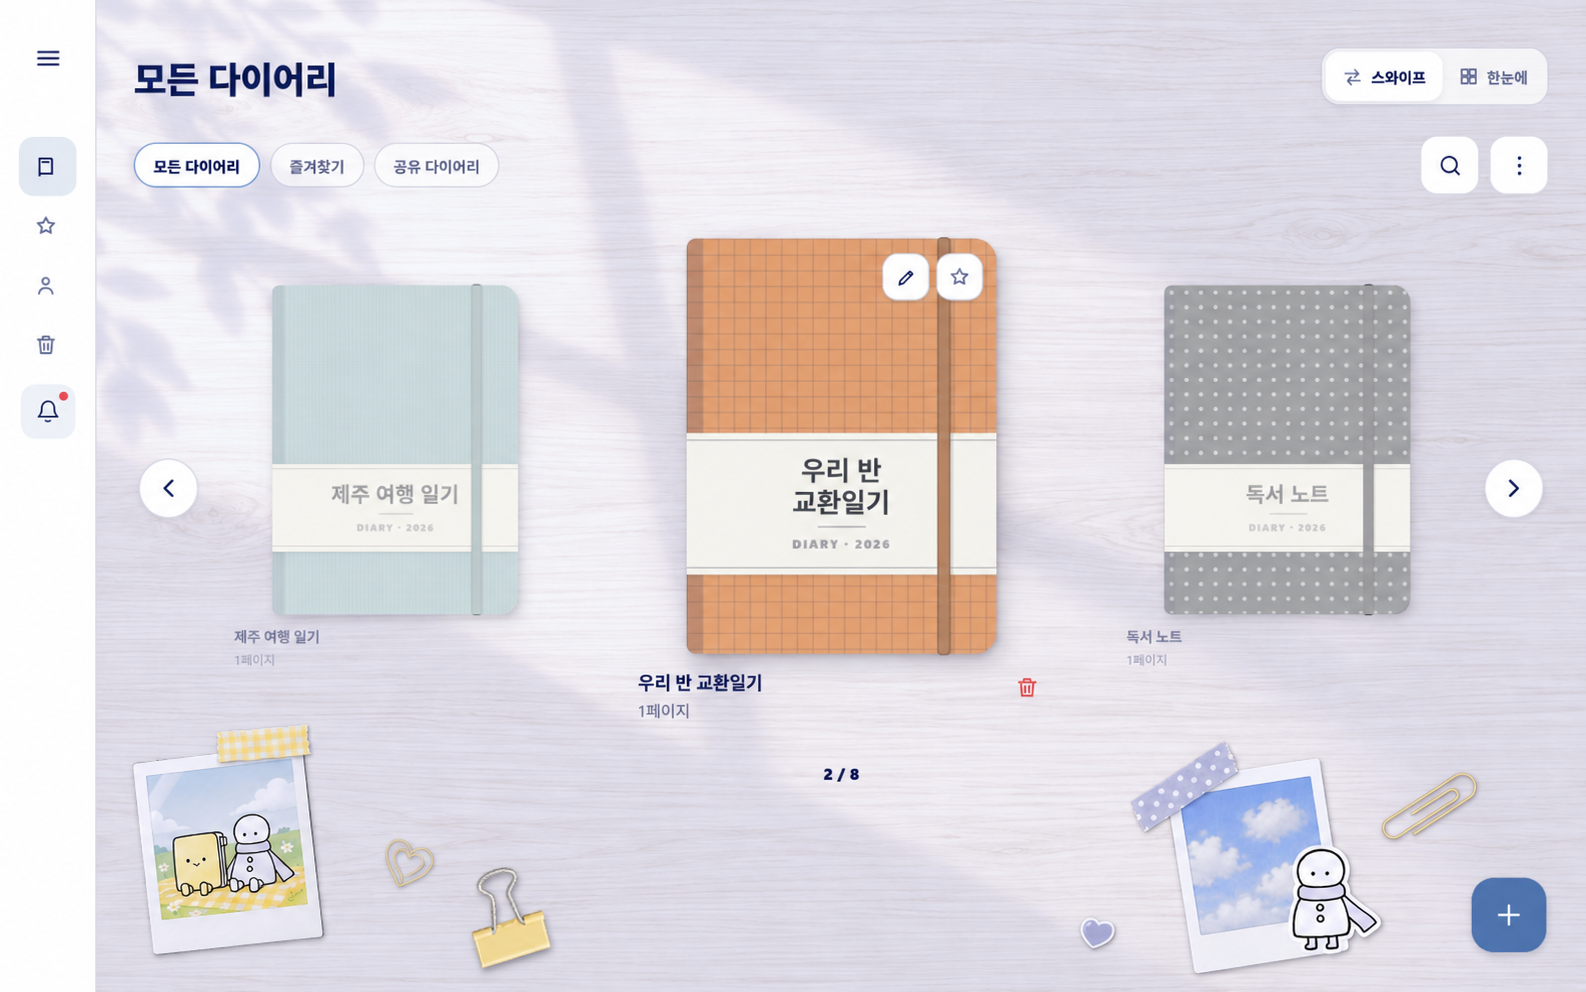 모든 다이어리
스와이프
한눈에
모든 다이어리
즐겨찾기
공유 다이어리
제주 여행 일기
DIARY · 2026
제주 여행 일기
1페이지
우리 반
교환일기
DIARY · 2026
우리 반 교환일기
1페이지
독서 노트
DIARY · 2026
독서 노트
1페이지
2 / 8